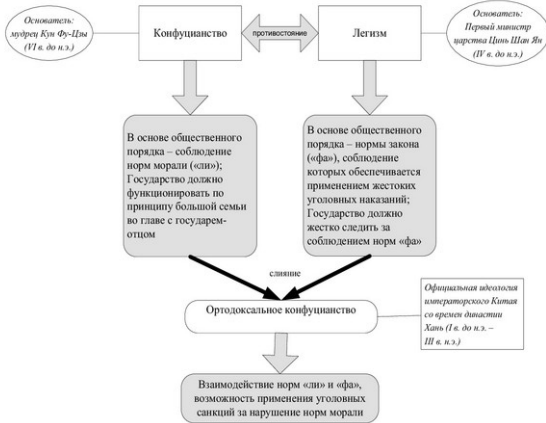 Основатель:
мудрец Кун Фу-Цзы
(VI в. до н.э.)
Конфуцианство
противостояние
Легизм
Основатель:
Первый министр
царства Цинь Шан Ян
(IV в. до н.э.)
В основе общественного
порядка – соблюдение
норм морали («ли»);
Государство должно
функционировать по
принципу большой семьи
во главе с государем-
отцом
В основе общественного
порядка – нормы закона
(«фа»), соблюдение
которых обеспечивается
применением жестоких
уголовных наказаний;
Государство должно
жестко следить за
соблюдением норм «фа»
слияние
Ортодоксальное конфуцианство
Официальная идеология
императорского Китая
со времен династии
Хань (I в. до н.э. –
III в. н.э.)
Взаимодействие норм «ли» и «фа»,
возможность применения уголовных
санкций за нарушение норм морали